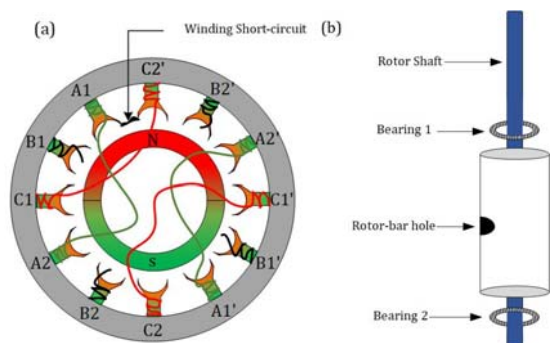 (a)
Winding Short-circuit
(b)
C2'
A1
B2'
B1
A2'
N
C1
C1'
A2
B1'
S
B2
A1'
C2
Rotor Shaft
Bearing 1
Rotor-bar hole
Bearing 2